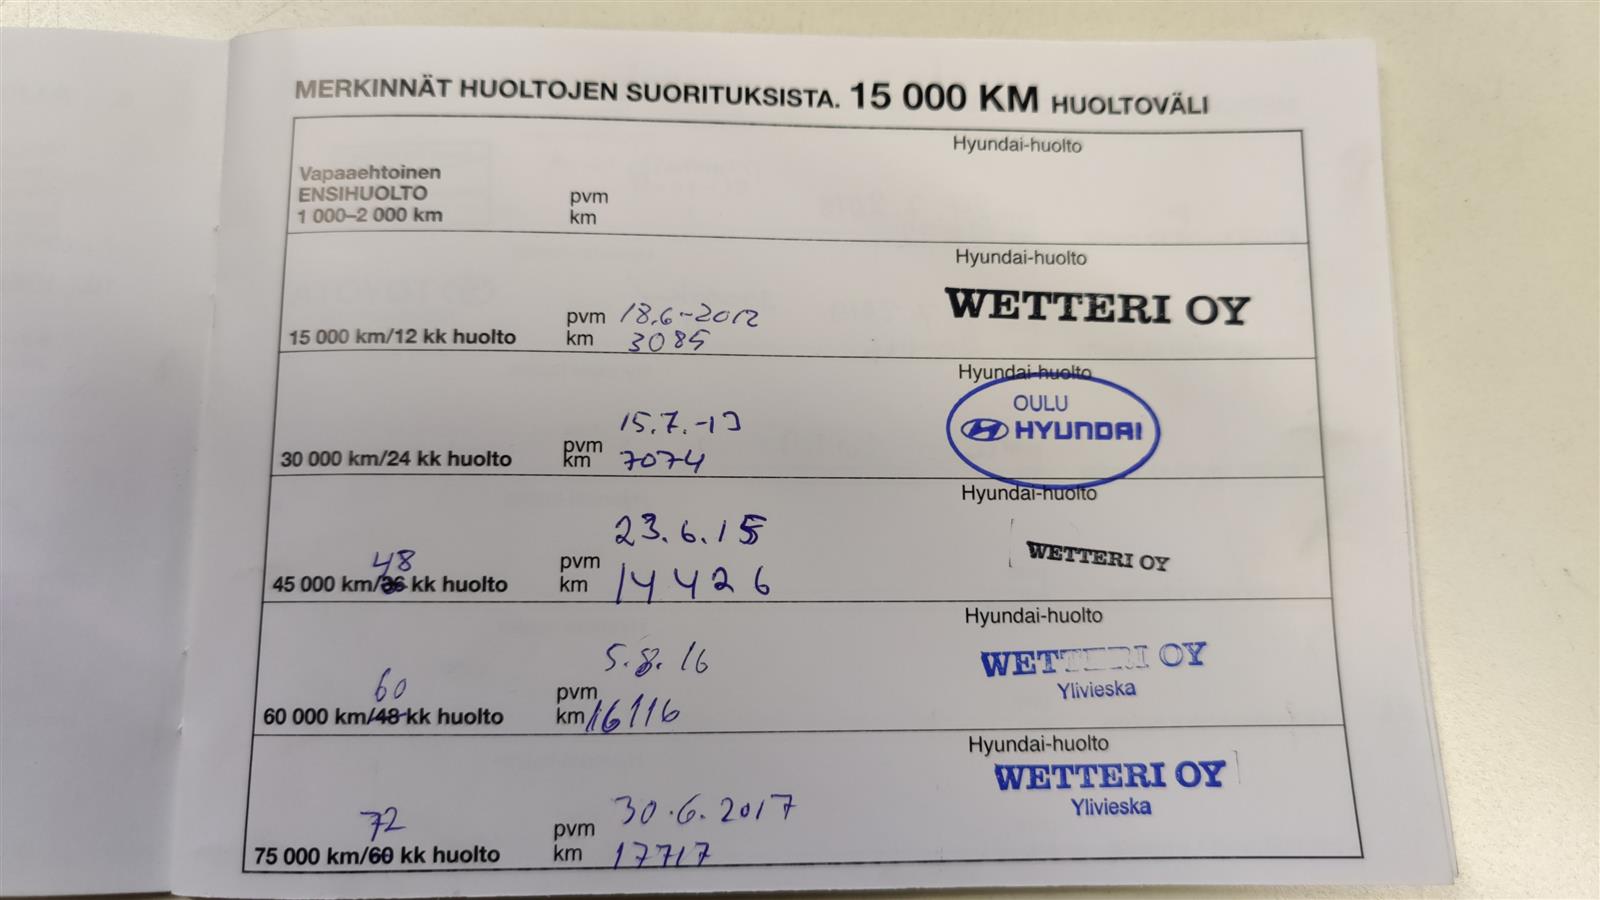 MERKINNÄT HUOLTOJEN SUORITUKSISTA. 15 000 KM HUOLTOVÄLI
Hyundai-huolto
Vapaaehtoinen
ENSIHUOLTO
1 000–2 000 km
pvm
km
Hyundai-huolto
WETTERI OY
15 000 km/12 kk huolto
pvm 18.6-2012
km 3085
Hyundai-huolto
OULU
HYUNDAI
30 000 km/24 kk huolto
pvm 15.7.-13
km 7074
Hyundai-huolto
WETTERI OY
48
45 000 km/36 kk huolto
pvm 23.6.15
km 14426
Hyundai-huolto
WETTERI OY
Ylivieska
60
60 000 km/48 kk huolto
pvm 5.8.16
km 16116
Hyundai-huolto
WETTERI OY
Ylivieska
72
75 000 km/60 kk huolto
pvm 30.6.2017
km 17717